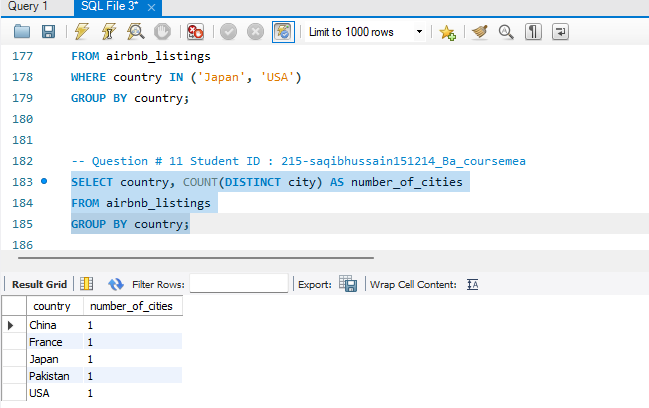 Query 1
SQL File 3*
Limit to 1000 rows
177 FROM airbnb_listings
178 WHERE country IN ('Japan', 'USA')
179 GROUP BY country;
180
181
182 -- Question # 11 Student ID : 215-saqibhussain151214_Ba_coursemea
183 SELECT country, COUNT(DISTINCT city) AS number_of_cities
184 FROM airbnb_listings
185 GROUP BY country;
186
Result Grid Filter Rows: Export: Wrap Cell Content:
country number_of_cities
China 1
France 1
Japan 1
Pakistan 1
USA 1